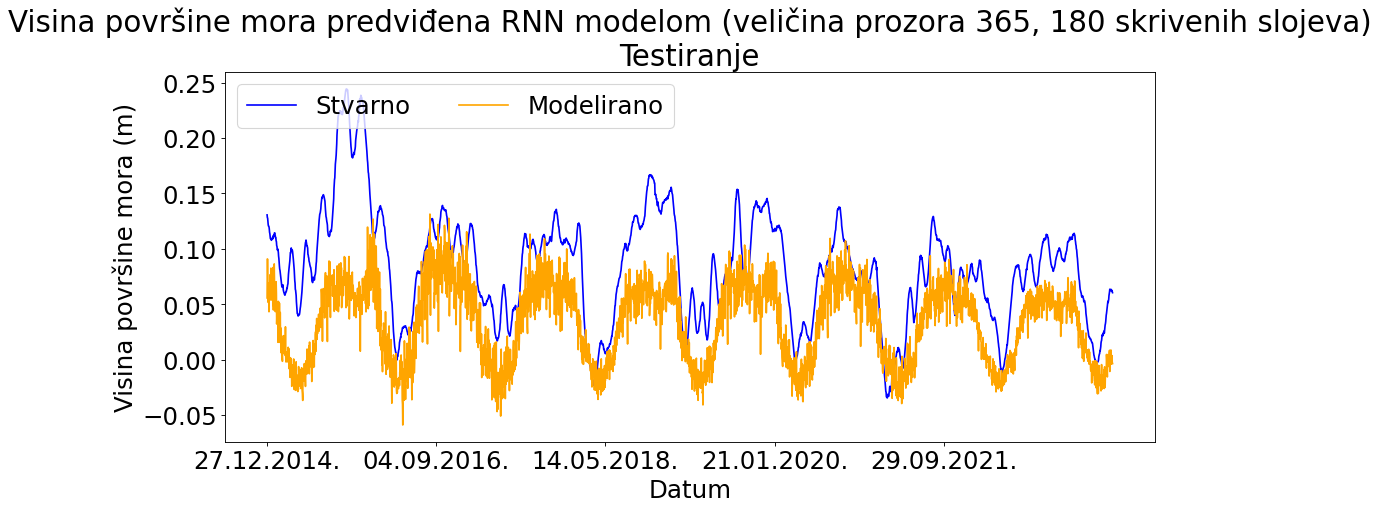 Visina površine mora predviđena RNN modelom (veličina prozora 365, 180 skrivenih slojeva)
Testiranje
Stvarno
Modelirano
Visina površine mora (m)
0.25
0.20
0.15
0.10
0.05
0.00
−0.05
27.12.2014.
04.09.2016.
14.05.2018.
21.01.2020.
29.09.2021.
Datum